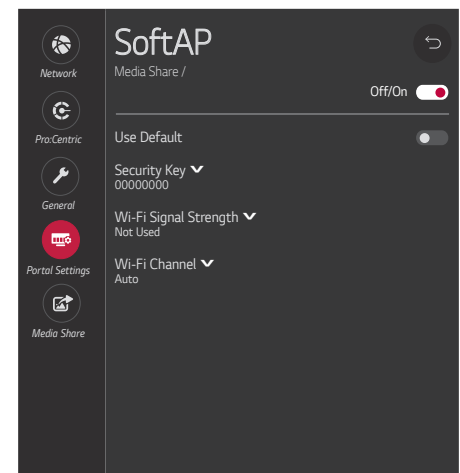 Network
Pro:Centric
General
Portal Settings
Media Share
SoftAP
Media Share /
Off/On
Use Default
Security Key
00000000
Wi-Fi Signal Strength
Not Used
Wi-Fi Channel
Auto